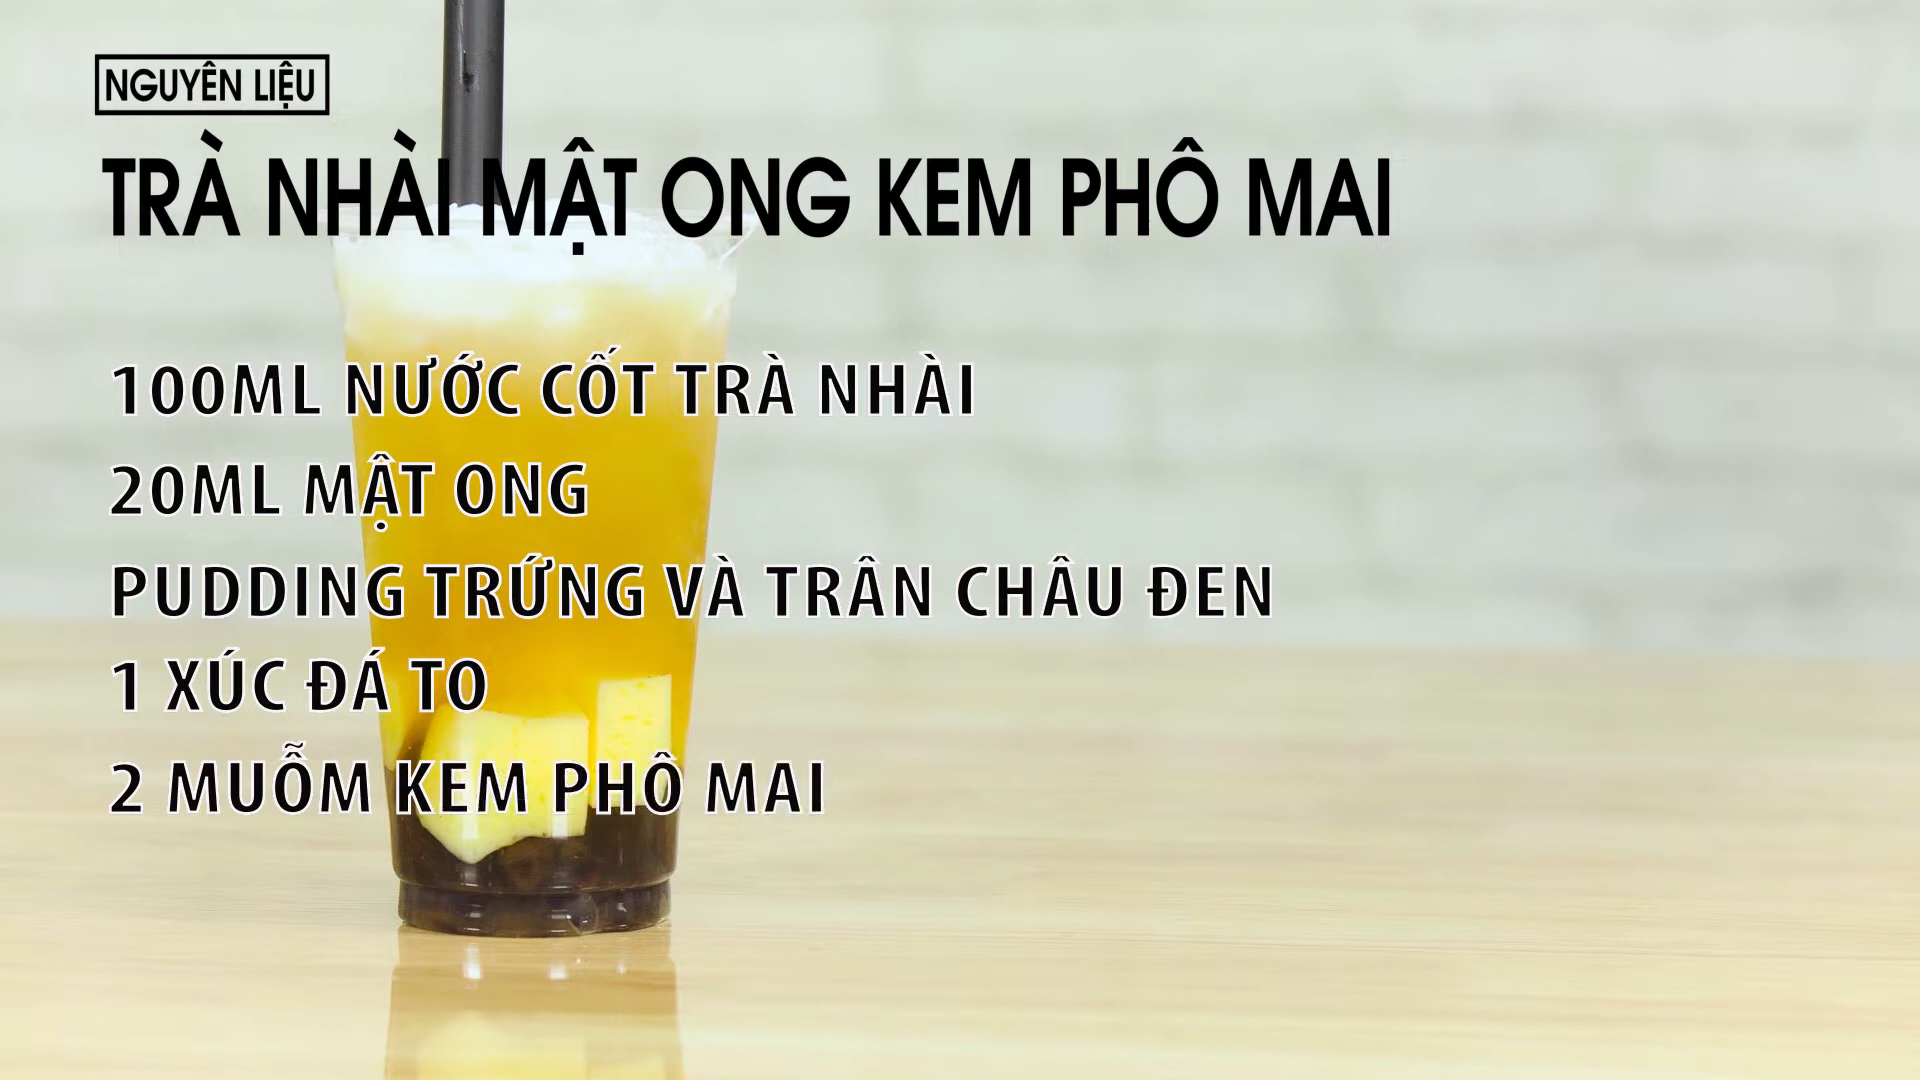 NGUYÊN LIỆU
TRÀ NHÀI MẬT ONG KEM PHÔ MAI
100ML NƯỚC CỐT TRÀ NHÀI
20ML MẬT ONG
PUDDING TRỨNG VÀ TRÂN CHÂU ĐEN
1 XÚC ĐÁ TO
2 MUỖM KEM PHÔ MAI